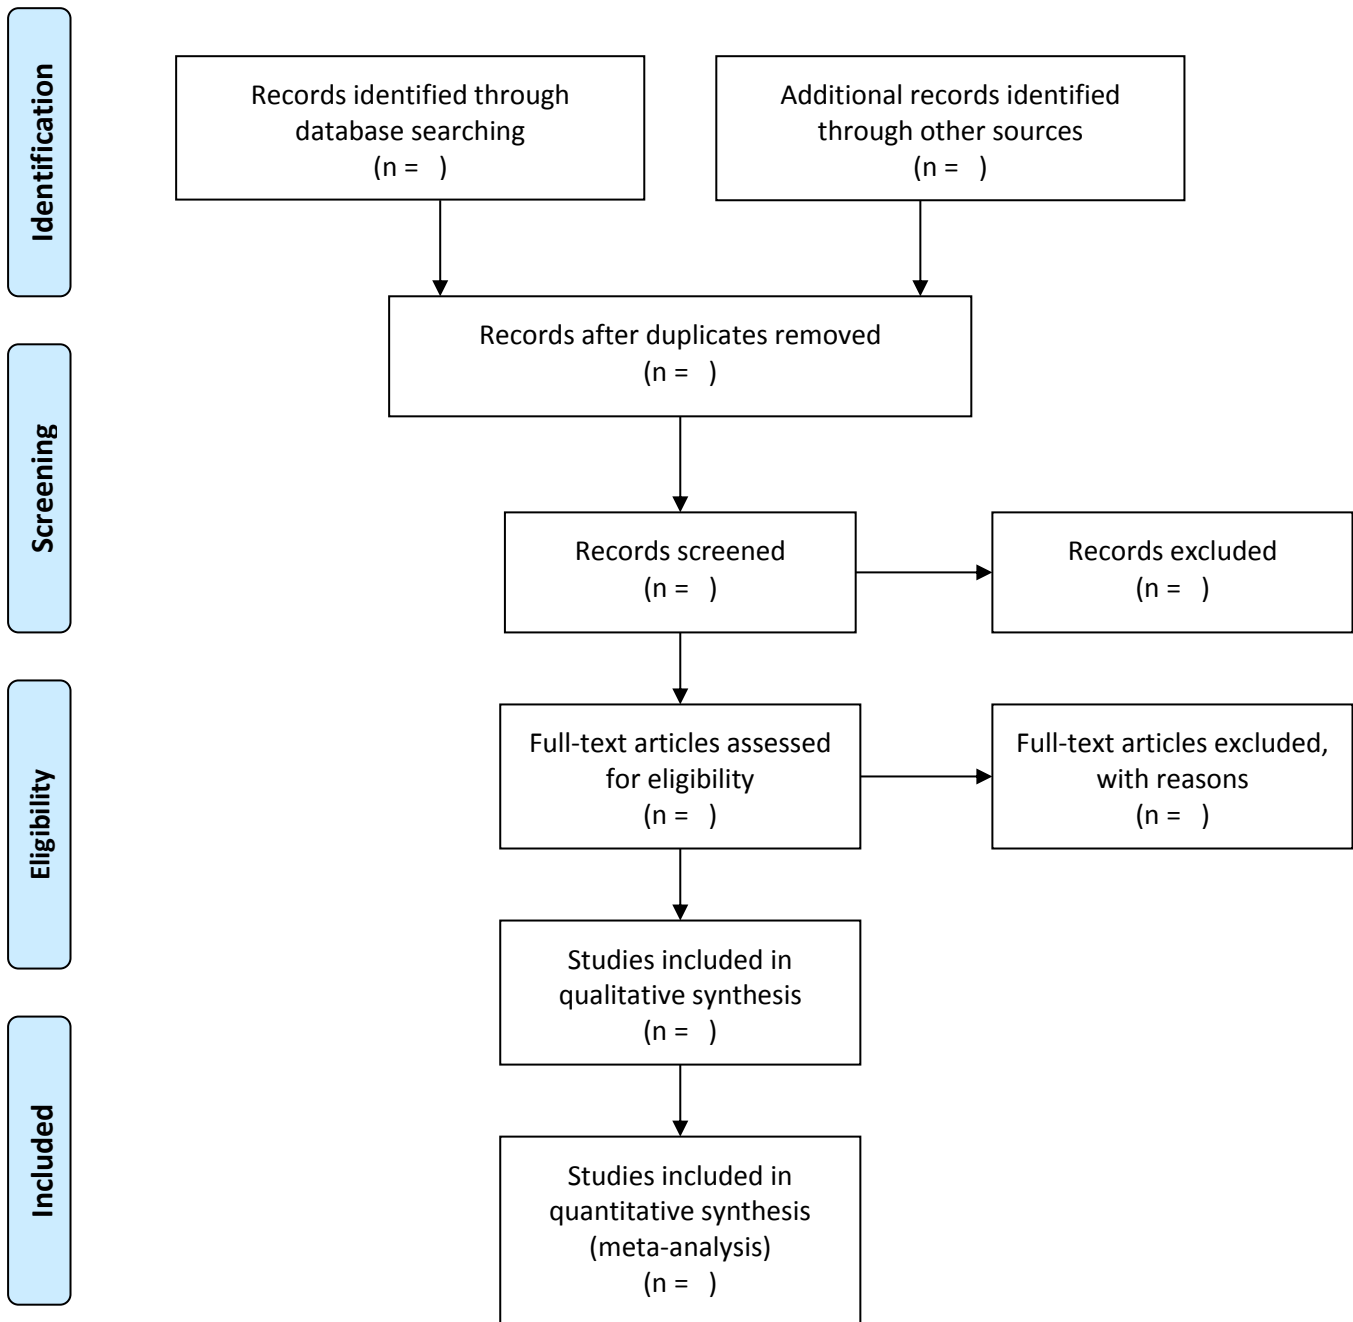 Identification
Records identified through
database searching
(n =   )
Additional records identified
through other sources
(n =   )
Records after duplicates removed
(n =   )
Screening
Records screened
(n =   )
Records excluded
(n =   )
Eligibility
Full-text articles assessed
for eligibility
(n =   )
Full-text articles excluded,
with reasons
(n =   )
Studies included in
qualitative synthesis
(n =   )
Included
Studies included in
quantitative synthesis
(meta-analysis)
(n =   )